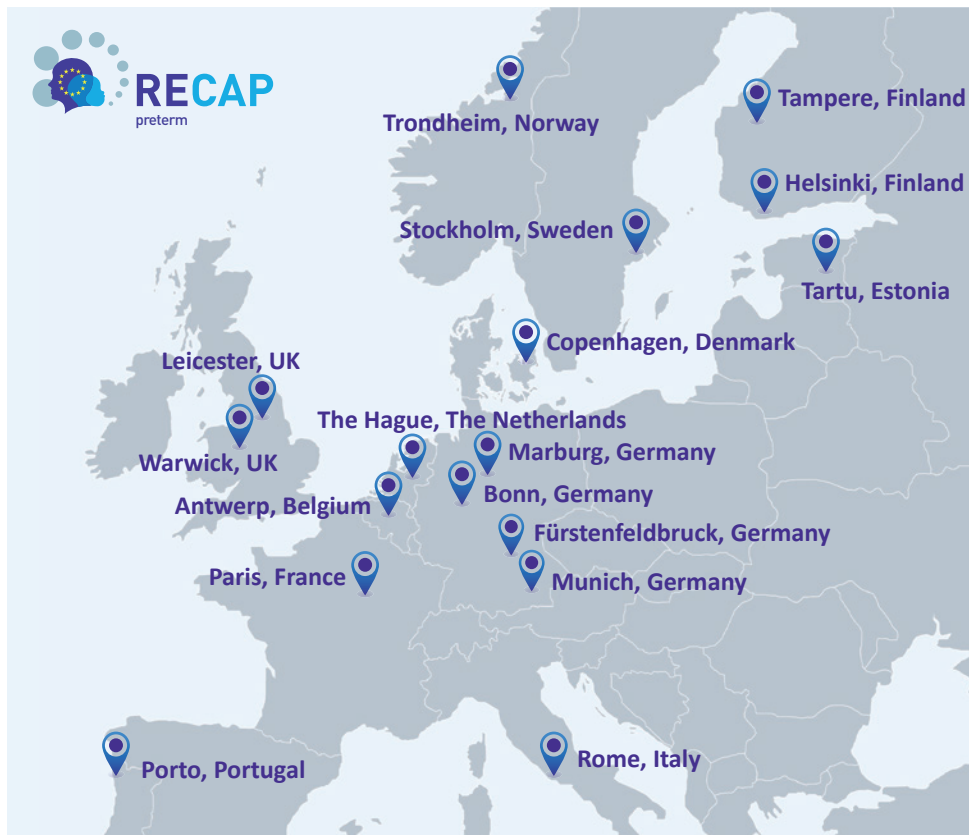 RECAP
preterm
Trondheim, Norway
Tampere, Finland
Helsinki, Finland
Stockholm, Sweden
Tartu, Estonia
Copenhagen, Denmark
Leicester, UK
The Hague, The Netherlands
Warwick, UK
Marburg, Germany
Antwerp, Belgium
Bonn, Germany
Fürstenfeldbruck, Germany
Paris, France
Munich, Germany
Porto, Portugal
Rome, Italy